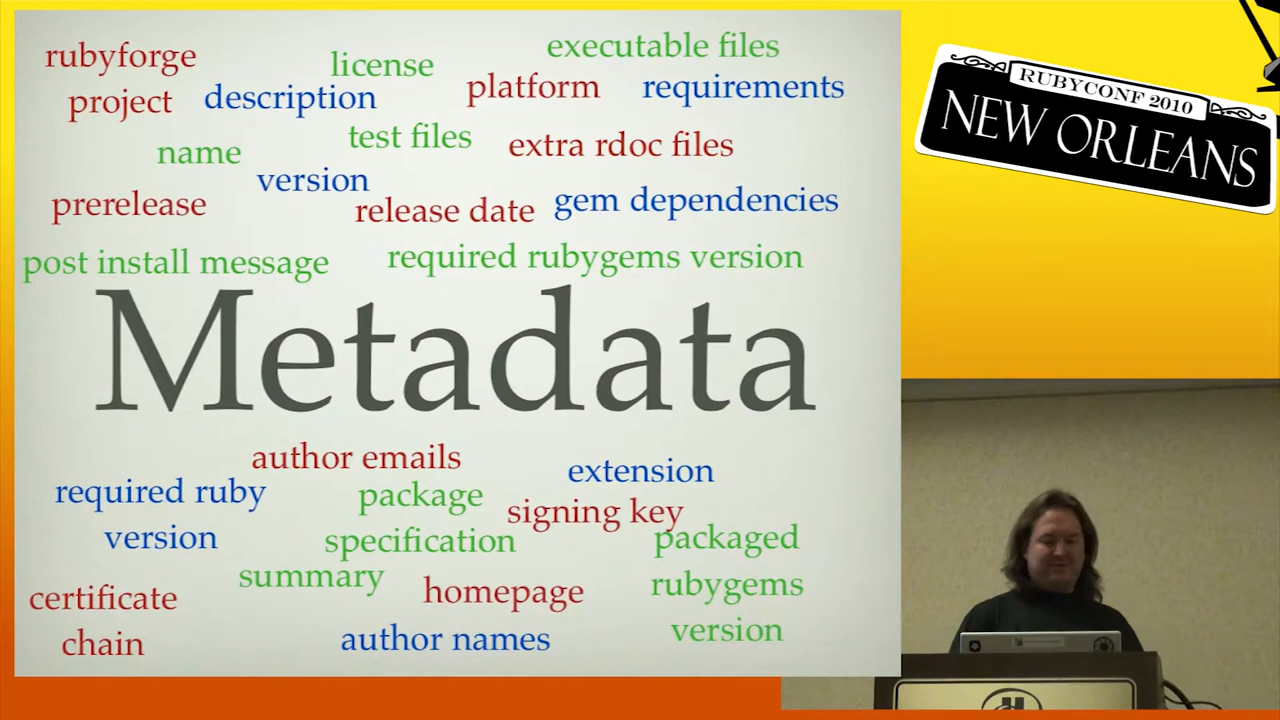 rubyforge
project
license
executable files
description
platform
requirements
name
test files
extra rdoc files
version
prerelease
release date
gem dependencies
post install message
required rubygems version
Metadata
author emails
extension
required ruby
version
package
specification
signing key
packaged
rubygems
version
summary
homepage
certificate
chain
author names
RUBYCONF 2010
NEW ORLEANS